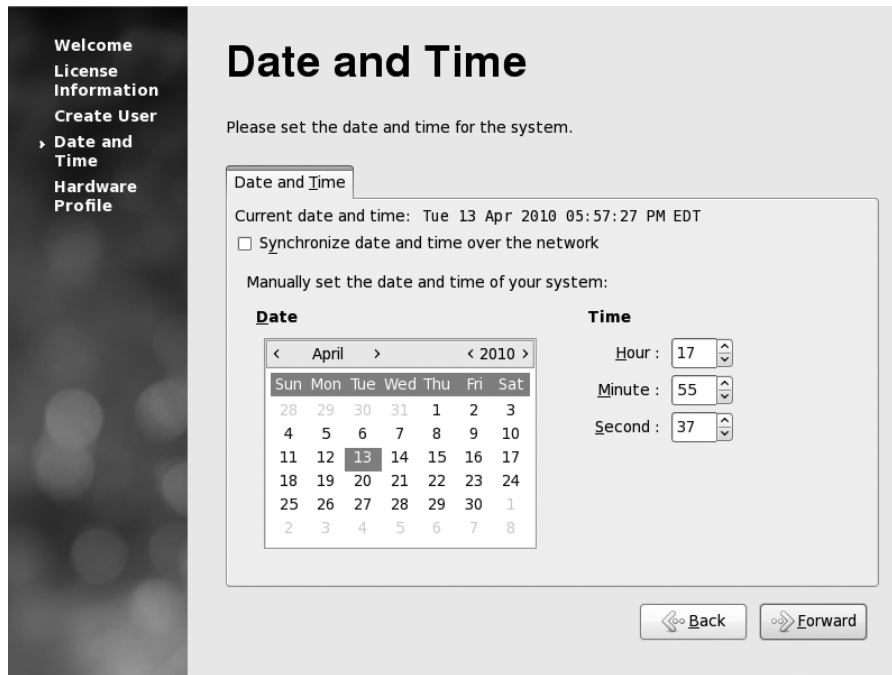 Welcome
License
Information
Create User
Date and
Time
Hardware
Profile
Date and Time
Please set the date and time for the system.
Date and Time
Current date and time: Tue 13 Apr 2010 05:57:27 PM EDT
Synchronize date and time over the network
Manually set the date and time of your system:
Date
< April > < 2010 >
Sun Mon Tue Wed Thu Fri Sat
28 29 30 31 1 2 3
4 5 6 7 8 9 10
11 12 13 14 15 16 17
18 19 20 21 22 23 24
25 26 27 28 29 30 1
2 3 4 5 6 7 8
Time
Hour : 17
Minute : 55
Second : 37
Back
Forward